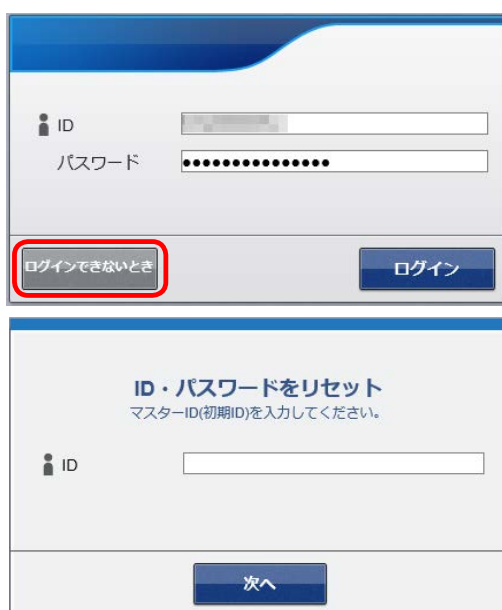 ID
パスワード
ログインできないとき
ログイン
ID・パスワードをリセット
マスターID(初期ID)を入力してください。
ID
次へ